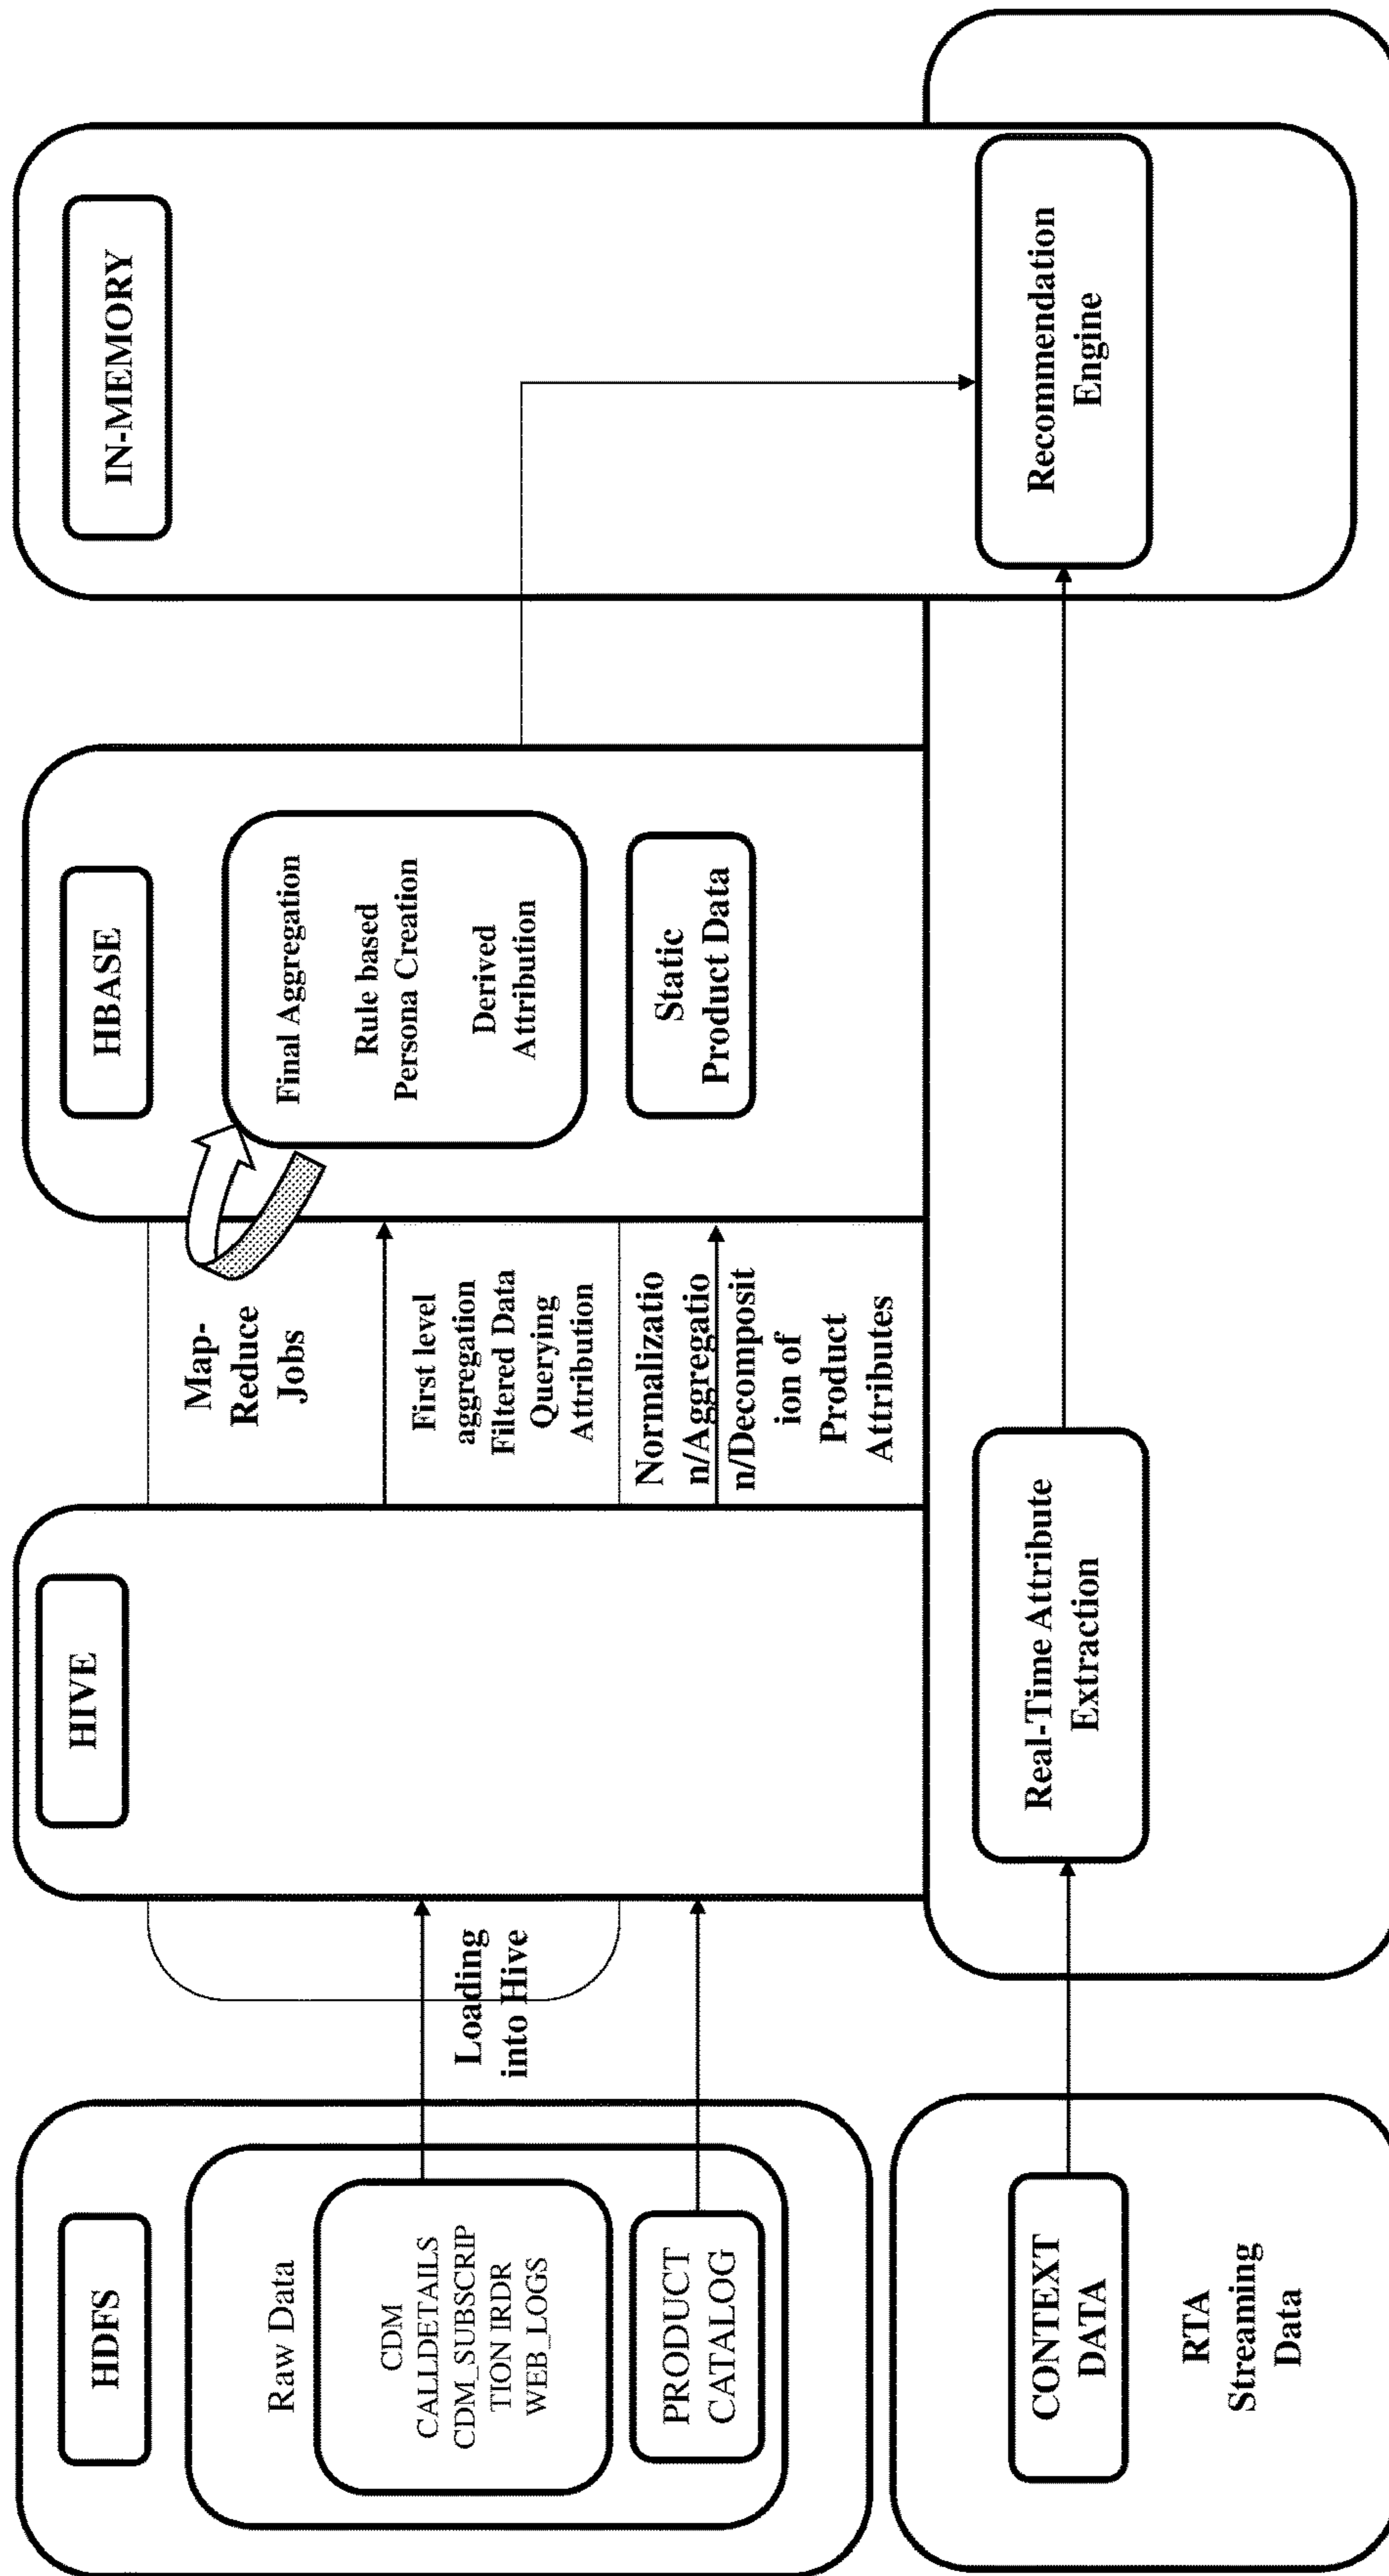 HDFS
Raw Data
CDM
CALLDETAILS
CDM_SUBSCRIP
TION IRDR
WEB_LOGS
PRODUCT
CATALOG
CONTEXT
DATA
RTA
Streaming
Data
Loading
into Hive
HIVE
Real-Time Attribute
Extraction
Map-
Reduce
Jobs
First level
aggregation
Filtered Data
Querying
Attribution
Normalizatio
n/Aggregatio
n/Decomposit
ion of
Product
Attributes
HBASE
Final Aggregation
Rule based
Persona Creation
Derived
Attribution
Static
Product Data
IN-MEMORY
Recommendation
Engine